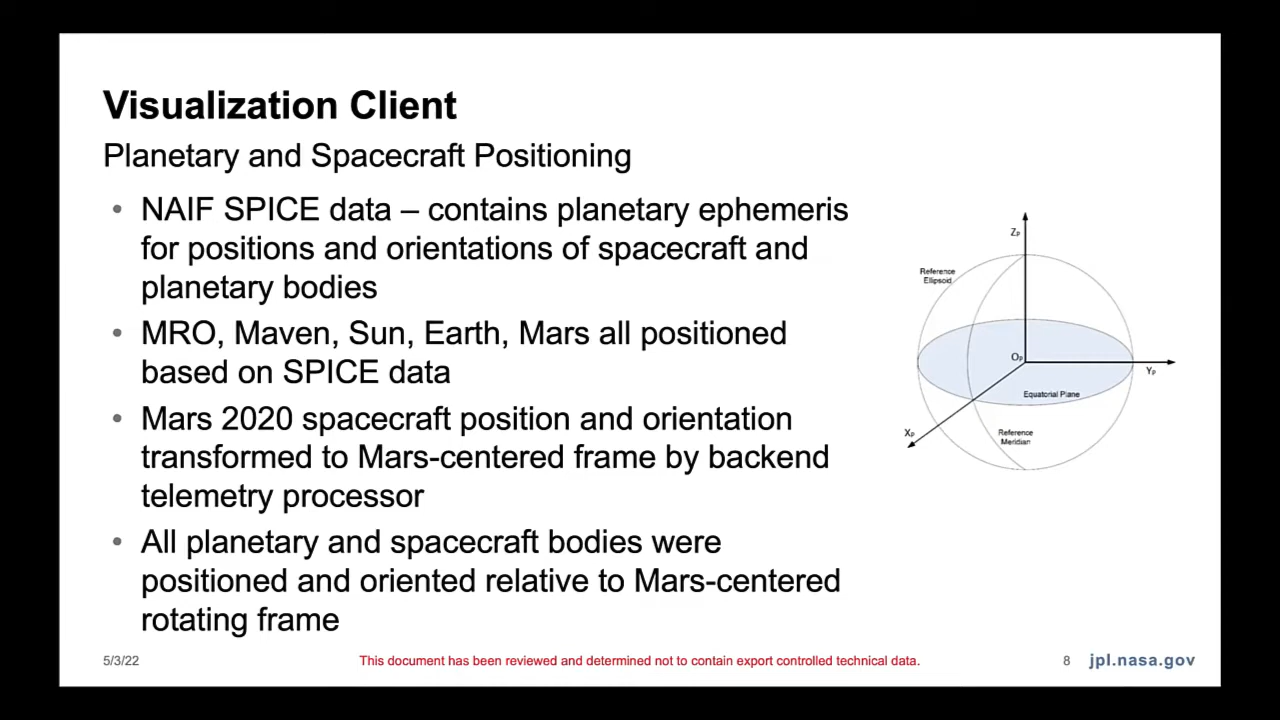 Visualization Client
Planetary and Spacecraft Positioning
• NAIF SPICE data – contains planetary ephemeris
for positions and orientations of spacecraft and
planetary bodies
• MRO, Maven, Sun, Earth, Mars all positioned
based on SPICE data
• Mars 2020 spacecraft position and orientation
transformed to Mars-centered frame by backend
telemetry processor
• All planetary and spacecraft bodies were
positioned and oriented relative to Mars-centered
rotating frame
ZP
Reference
Ellipsoid
OP
YP
Equatorial Plane
XP
Reference
Meridian
5/3/22
This document has been reviewed and determined not to contain export controlled technical data.
8
jpl.nasa.gov